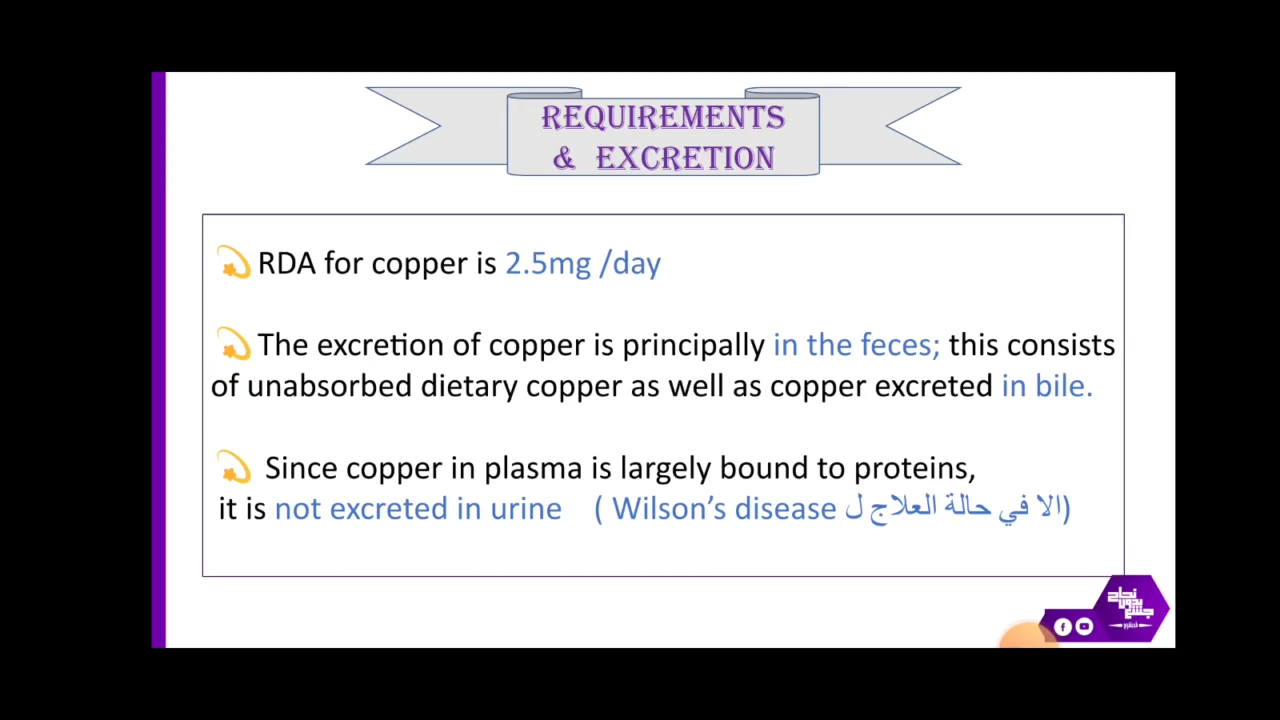 REQUIREMENTS
& EXCRETION
RDA for copper is 2.5mg /day
The excretion of copper is principally in the feces; this consists
of unabsorbed dietary copper as well as copper excreted in bile.
Since copper in plasma is largely bound to proteins,
it is not excreted in urine ( Wilson’s disease الا في حالة العلاج ل)